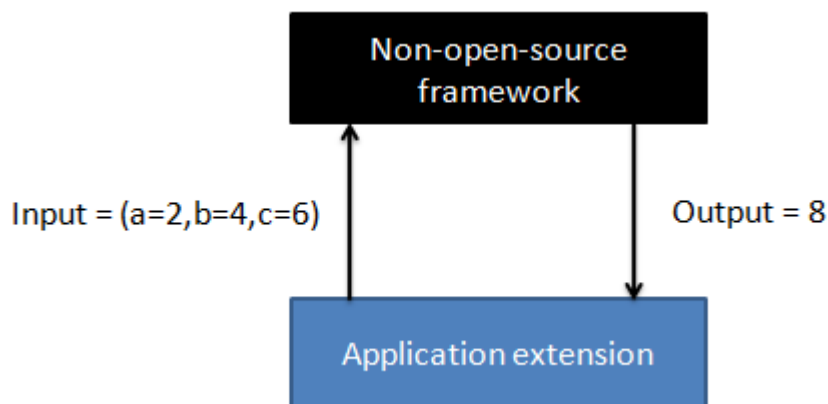 Non-open-source
framework
Input = (a=2,b=4,c=6)
Output = 8
Application extension